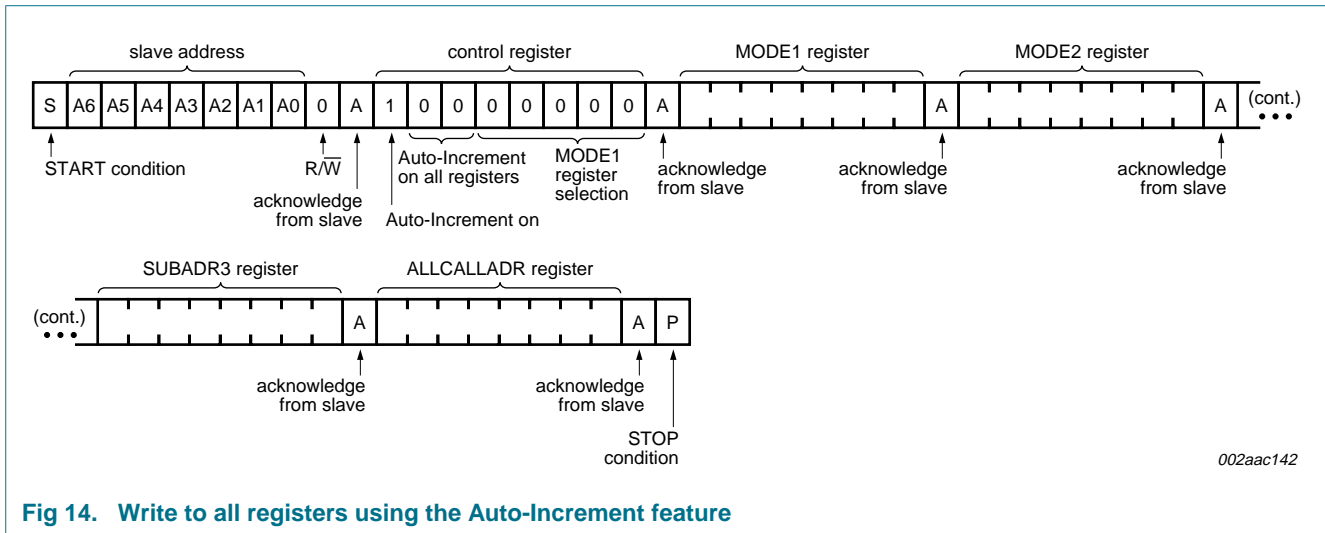 slave address control register MODE1 register MODE2 register
S A6 A5 A4 A3 A2 A1 A0 0 A 1 0 0 0 0 0 0 0 A A A (cont.)
START condition R/W̅ Auto-Increment on all registers MODE1 register selection acknowledge from slave acknowledge from slave acknowledge from slave
acknowledge from slave Auto-Increment on
SUBADR3 register ALLCALLADR register
(cont.) A A P
acknowledge from slave acknowledge from slave
STOP condition
002aac142
Fig 14. Write to all registers using the Auto-Increment feature